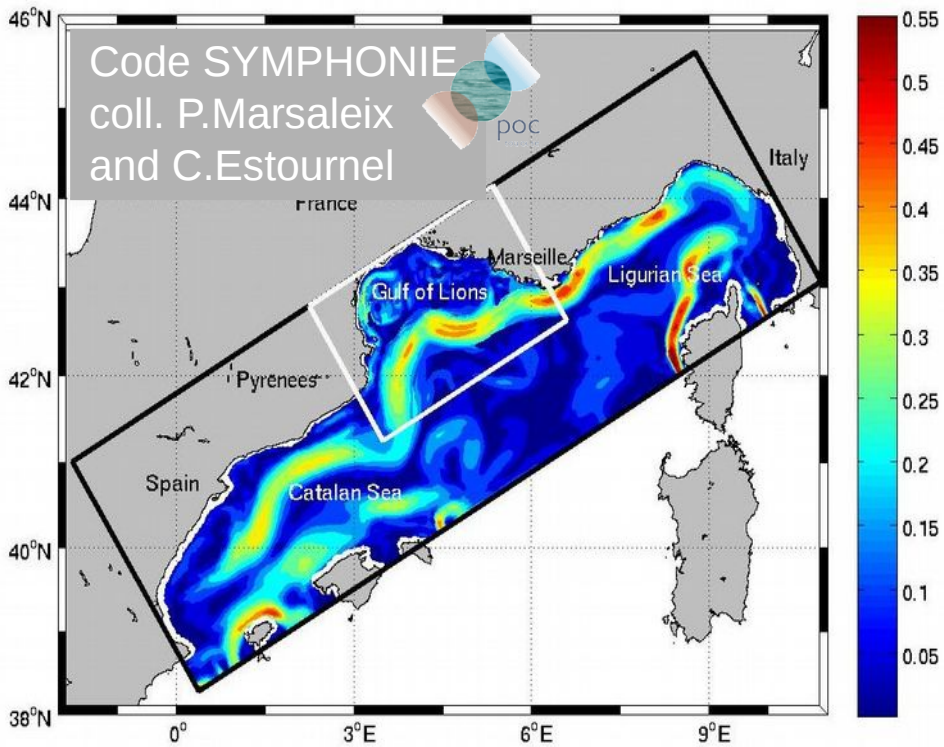 Code SYMPHONIE
coll. P.Marsaleix
and C.Estournel
poc
Italy
France
Marseille
Ligurian Sea
Gulf of Lions
Pyrenees
Spain
Catalan Sea
46°N
44°N
42°N
40°N
38°N
0°
3°E
6°E
9°E
0.55
0.5
0.45
0.4
0.35
0.3
0.25
0.2
0.15
0.1
0.05